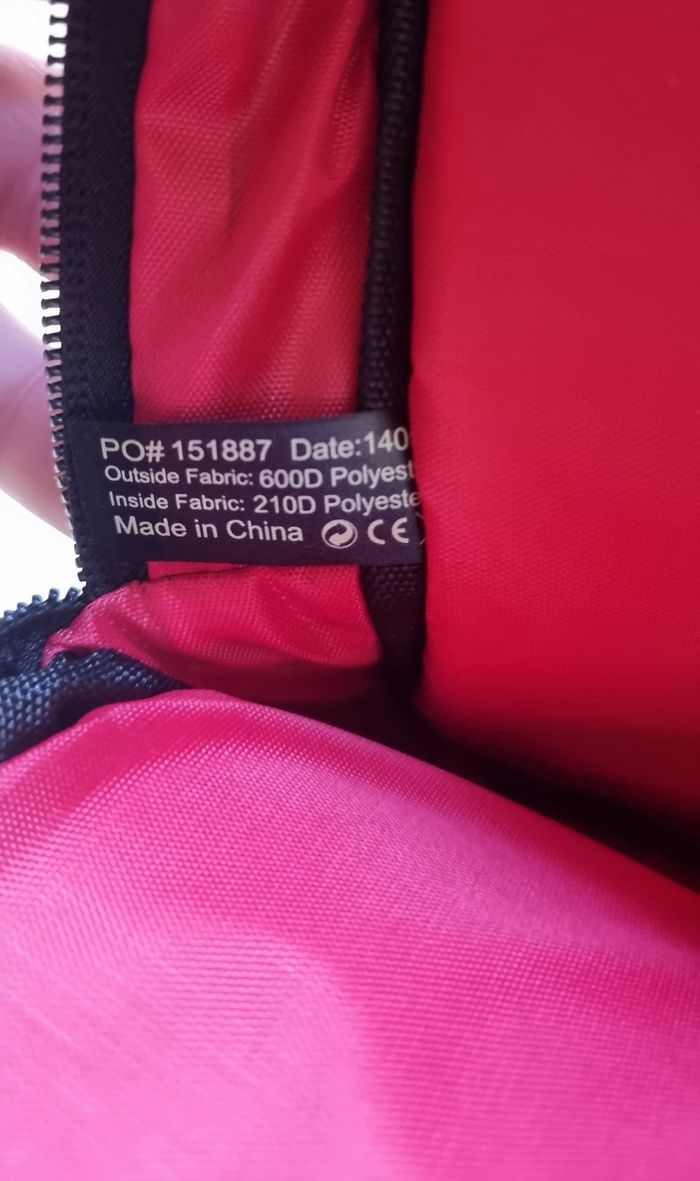 PO# 151887 Date:140
Outside Fabric: 600D Polyest
Inside Fabric: 210D Polyeste
Made in China CE